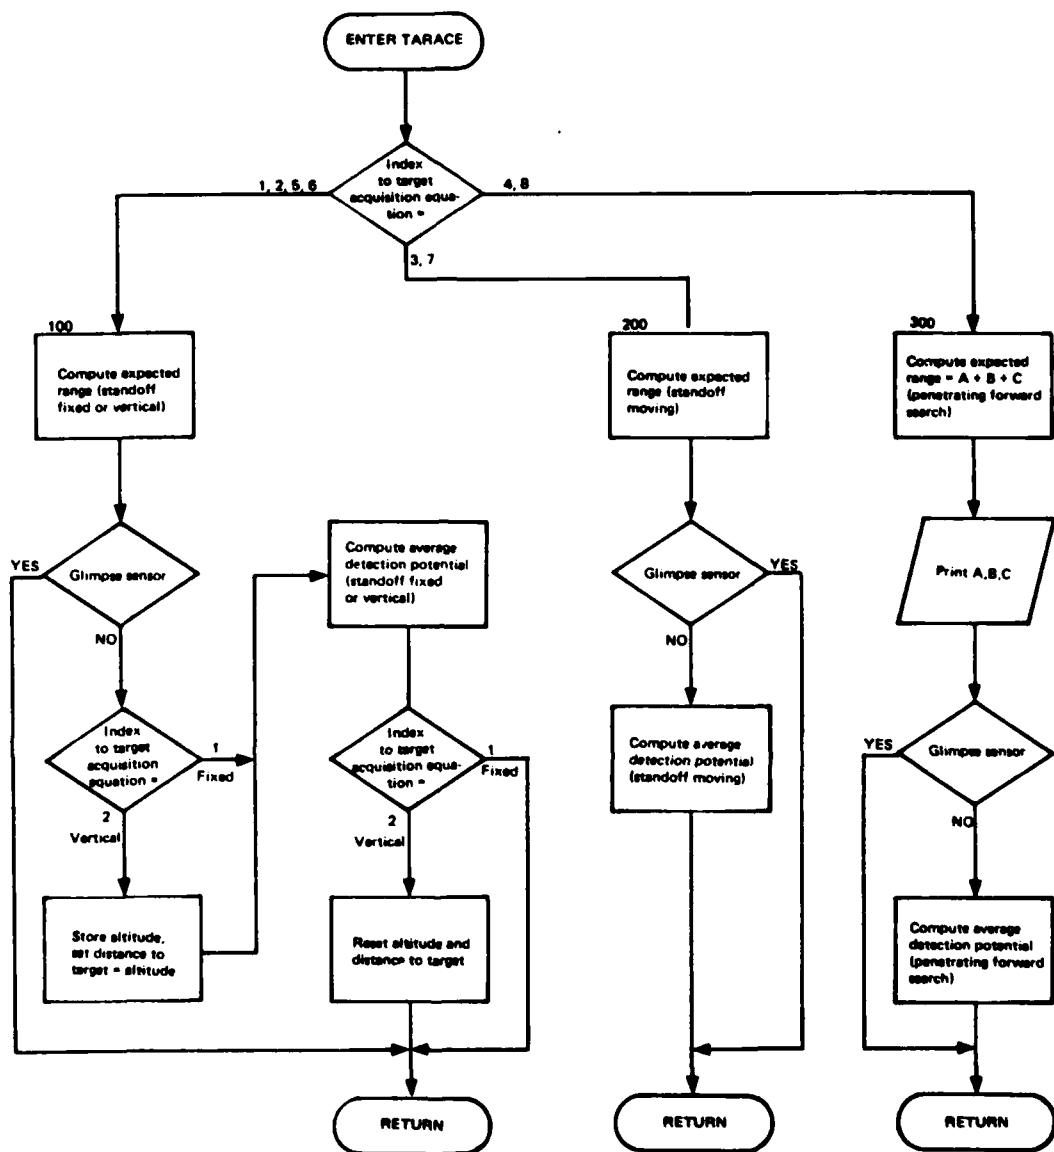 ENTER TARACE
Index
to target
acquisition equa-
tion =
1, 2, 5, 6
4, 8
3, 7
100
Compute expected
range (standoff
fixed or vertical)
Glimpse sensor
YES
NO
Index
to target
acquisition
equation =
1
Fixed
2
Vertical
Store altitude,
set distance to
target = altitude
Compute average
detection potential
(standoff fixed
or vertical)
Index
to target
acquisition equa-
tion =
1
Fixed
2
Vertical
Reset altitude and
distance to target
RETURN
200
Compute expected
range (standoff
moving)
Glimpse sensor
YES
NO
Compute average
detection potential
(standoff moving)
RETURN
300
Compute expected
range = A + B + C
(penetrating forward
search)
Print A,B,C
Glimpse sensor
YES
NO
Compute average
detection potential
(penetrating forward
search)
RETURN